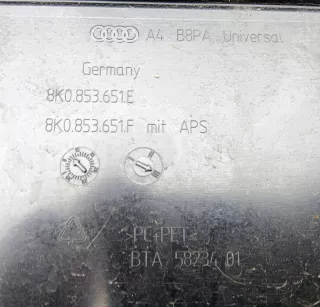 A4 B8PA Universal
Germany
8K0.853.651.E
8K0.853.651.F mit APS
PC+PET
BTA 58234 01